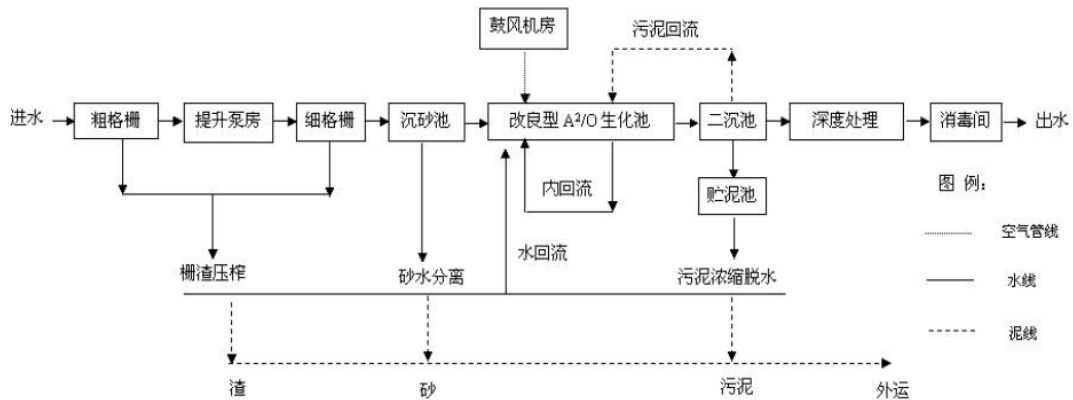 鼓风机房
污泥回流
进水
粗格栅
提升泵房
细格栅
沉砂池
改良型 A²/O 生化池
二沉池
深度处理
消毒间
出水
内回流
贮泥池
图 例：
空气管线
水回流
栅渣压榨
砂水分离
污泥浓缩脱水
水线
泥线
渣
砂
污泥
外运